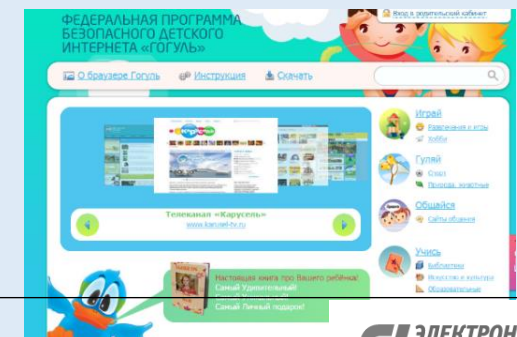 ФЕДЕРАЛЬНАЯ ПРОГРАММА
БЕЗОПАСНОГО ДЕТСКОГО
ИНТЕРНЕТА «ГОГУЛЬ»
Вход в родительский кабинет
О браузере Гогуль Инструкция Скачать
Играй
Развлечения и игры
Хобби
Гуляй
Спорт
Природа, животные
Общайся
Сайты общения
Учись
Библиотеки
Искусство и культура
Образовательные
Телеканал «Карусель»
www.karusel-tv.ru
Настоящая книга про Вашего ребёнка!
Самый Удивительный!
Самый Личный подарок!
ЭЛЕКТРОН